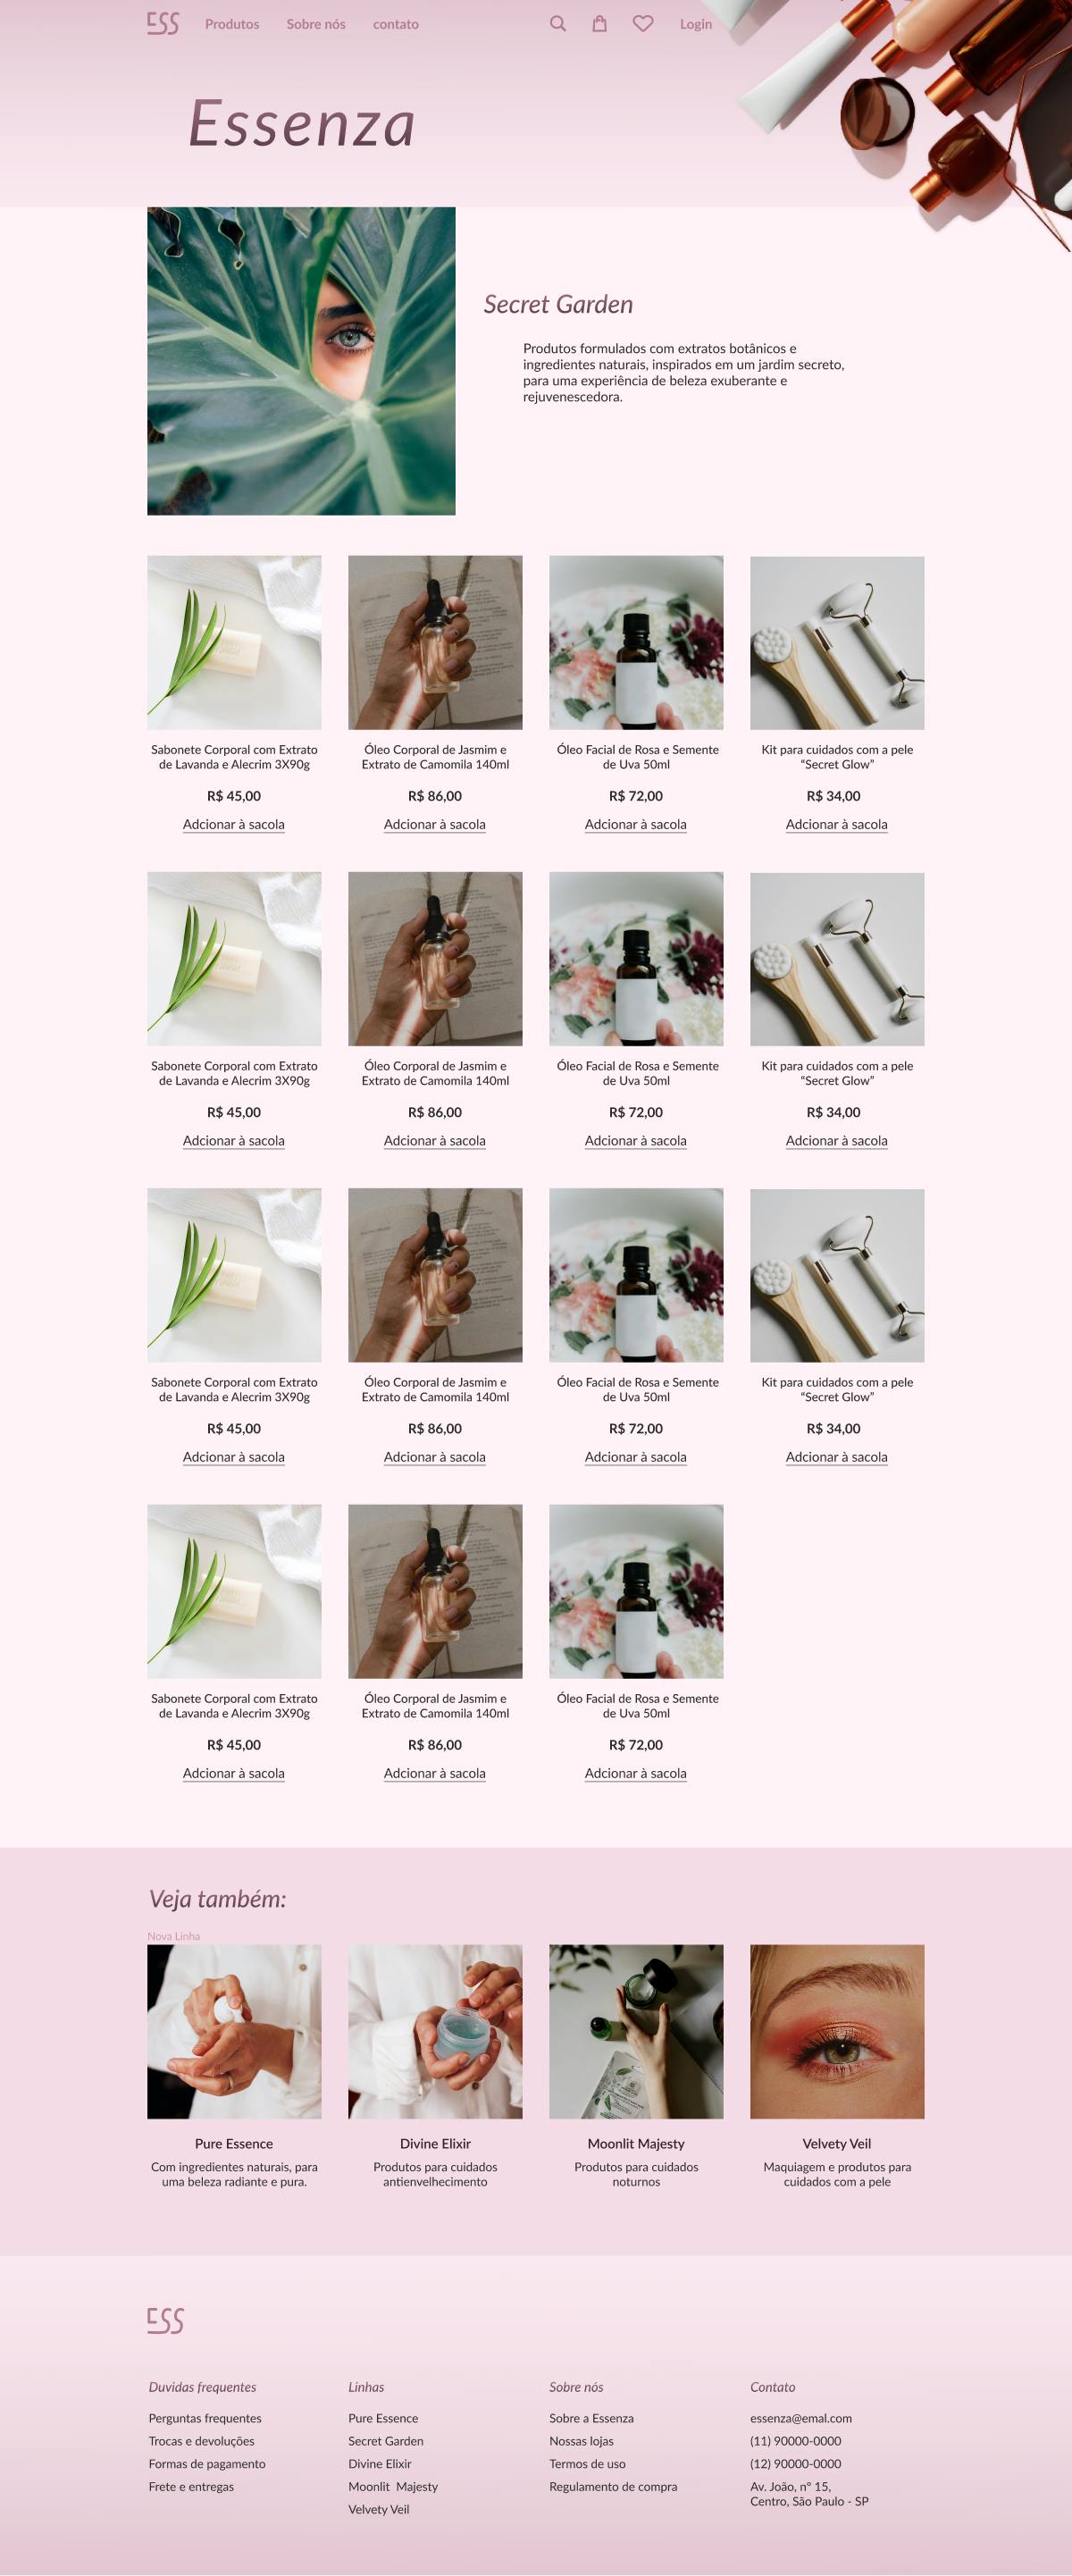 ESS Produtos Sobre nós contato Login
Essenza
Secret Garden
Produtos formulados com extratos botânicos e
ingredientes naturais, inspirados em um jardim secreto,
para uma experiência de beleza exuberante e
rejuvenescedora.
Sabonete Corporal com Extrato
de Lavanda e Alecrim 3X90g
R$ 45,00
Adcionar à sacola
Óleo Corporal de Jasmim e
Extrato de Camomila 140ml
R$ 86,00
Adcionar à sacola
Óleo Facial de Rosa e Semente
de Uva 50ml
R$ 72,00
Adcionar à sacola
Kit para cuidados com a pele
“Secret Glow”
R$ 34,00
Adcionar à sacola
Sabonete Corporal com Extrato
de Lavanda e Alecrim 3X90g
R$ 45,00
Adcionar à sacola
Óleo Corporal de Jasmim e
Extrato de Camomila 140ml
R$ 86,00
Adcionar à sacola
Óleo Facial de Rosa e Semente
de Uva 50ml
R$ 72,00
Adcionar à sacola
Kit para cuidados com a pele
“Secret Glow”
R$ 34,00
Adcionar à sacola
Sabonete Corporal com Extrato
de Lavanda e Alecrim 3X90g
R$ 45,00
Adcionar à sacola
Óleo Corporal de Jasmim e
Extrato de Camomila 140ml
R$ 86,00
Adcionar à sacola
Óleo Facial de Rosa e Semente
de Uva 50ml
R$ 72,00
Adcionar à sacola
Kit para cuidados com a pele
“Secret Glow”
R$ 34,00
Adcionar à sacola
Sabonete Corporal com Extrato
de Lavanda e Alecrim 3X90g
R$ 45,00
Adcionar à sacola
Óleo Corporal de Jasmim e
Extrato de Camomila 140ml
R$ 86,00
Adcionar à sacola
Óleo Facial de Rosa e Semente
de Uva 50ml
R$ 72,00
Adcionar à sacola
Veja também:
Nova Linha
Pure Essence
Com ingredientes naturais, para
uma beleza radiante e pura.
Divine Elixir
Produtos para cuidados
antienvelhecimento
Moonlit Majesty
Produtos para cuidados
noturnos
Velvety Veil
Maquiagem e produtos para
cuidados com a pele
ESS
Duvidas frequentes
Perguntas frequentes
Trocas e devoluções
Formas de pagamento
Frete e entregas
Linhas
Pure Essence
Secret Garden
Divine Elixir
Moonlit Majesty
Velvety Veil
Sobre nós
Sobre a Essenza
Nossas lojas
Termos de uso
Regulamento de compra
Contato
essenza@emal.com
(11) 90000-0000
(12) 90000-0000
Av. João, nº 15,
Centro, São Paulo - SP